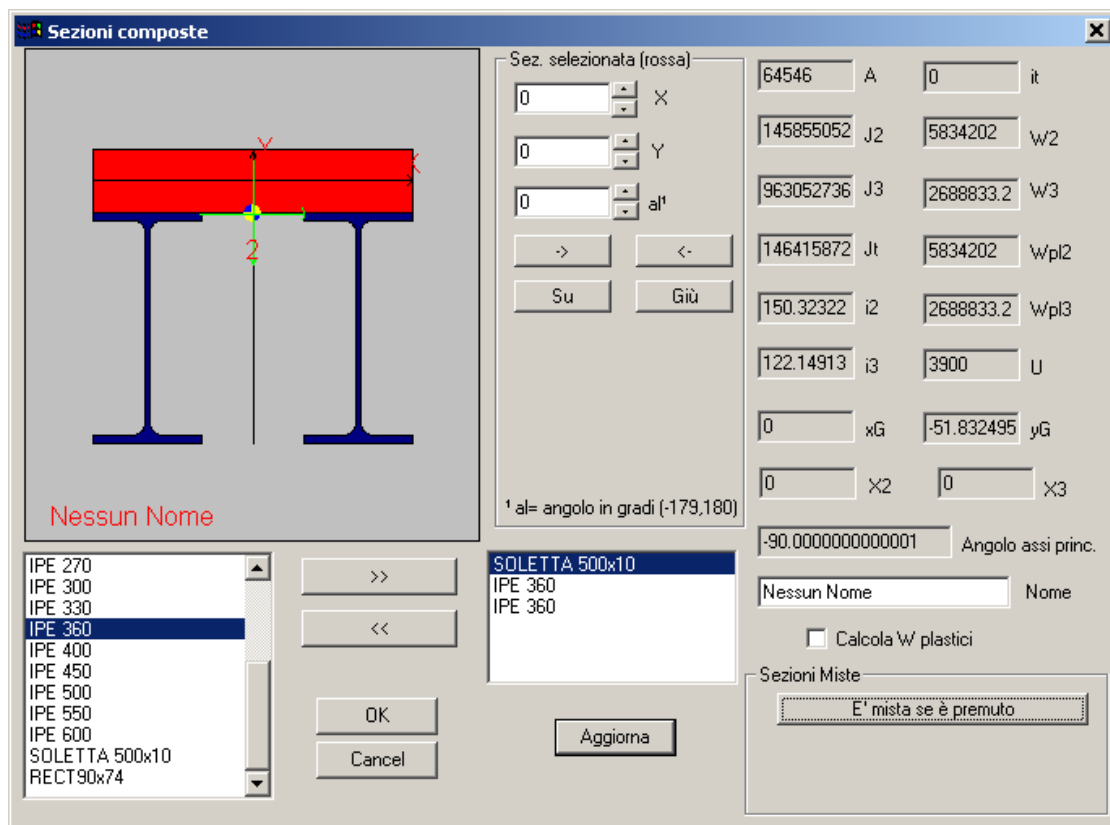 Sezioni composte
Y
X
2
Nessun Nome
Sez. selezionata (rossa)
0 X
0 Y
0 al¹
-> <-
Su Giù
¹ al= angolo in gradi (-179,180)
64546 A 0 it
145855052 J2 5834202 W2
963052736 J3 2688833.2 W3
146415872 Jt 5834202 Wpl2
150.32322 i2 2688833.2 Wpl3
122.14913 i3 3900 U
0 xG -51.832495 yG
0 X2 0 X3
-90.0000000000001 Angolo assi princ.
Nessun Nome Nome
Calcola W plastici
Sezioni Miste
E' mista se è premuto
IPE 270
IPE 300
IPE 330
IPE 360
IPE 400
IPE 450
IPE 500
IPE 550
IPE 600
SOLETTA 500x10
RECT90x74
>>
<<
OK
Cancel
SOLETTA 500x10
IPE 360
IPE 360
Aggiorna